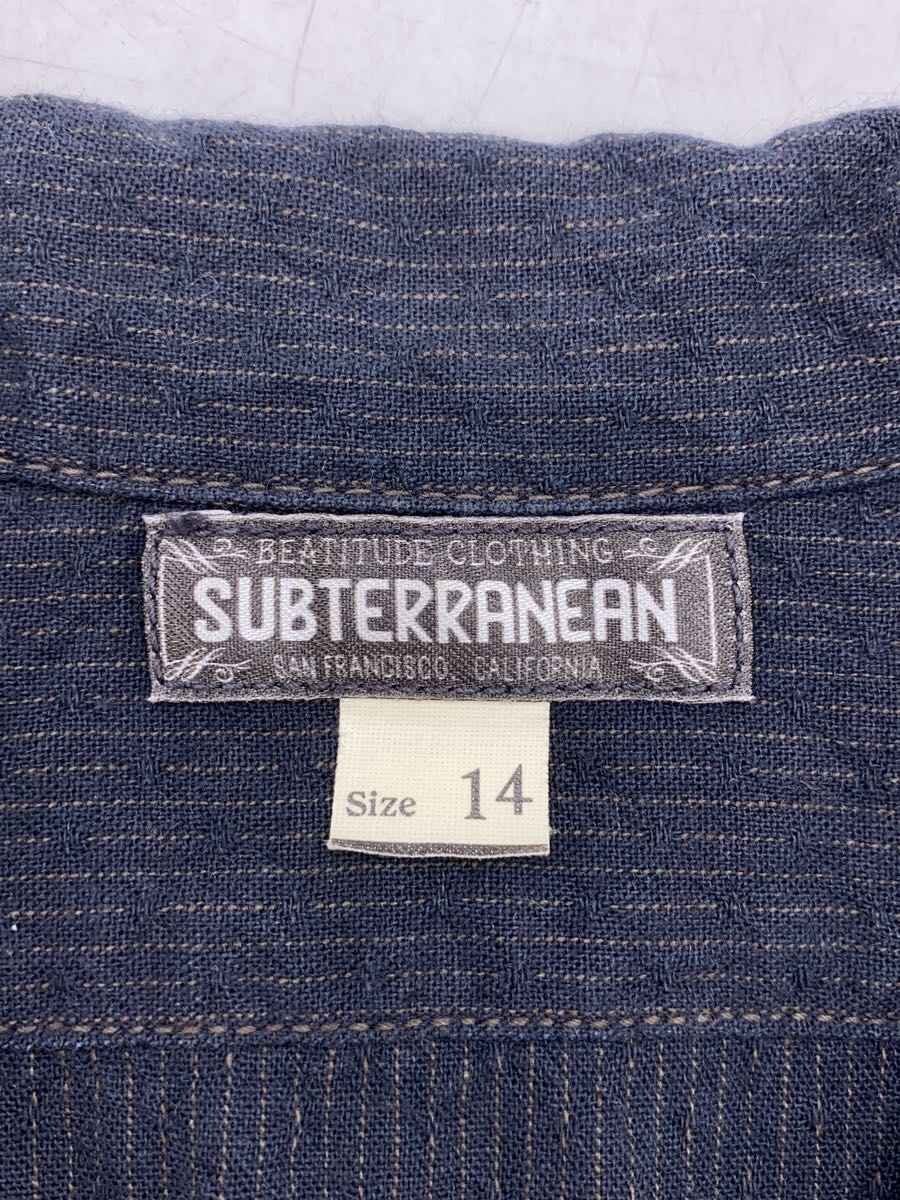 BEATITUDE CLOTHING
SUBTERRANEAN
SAN FRANCISCO, CALIFORNIA
Size 14